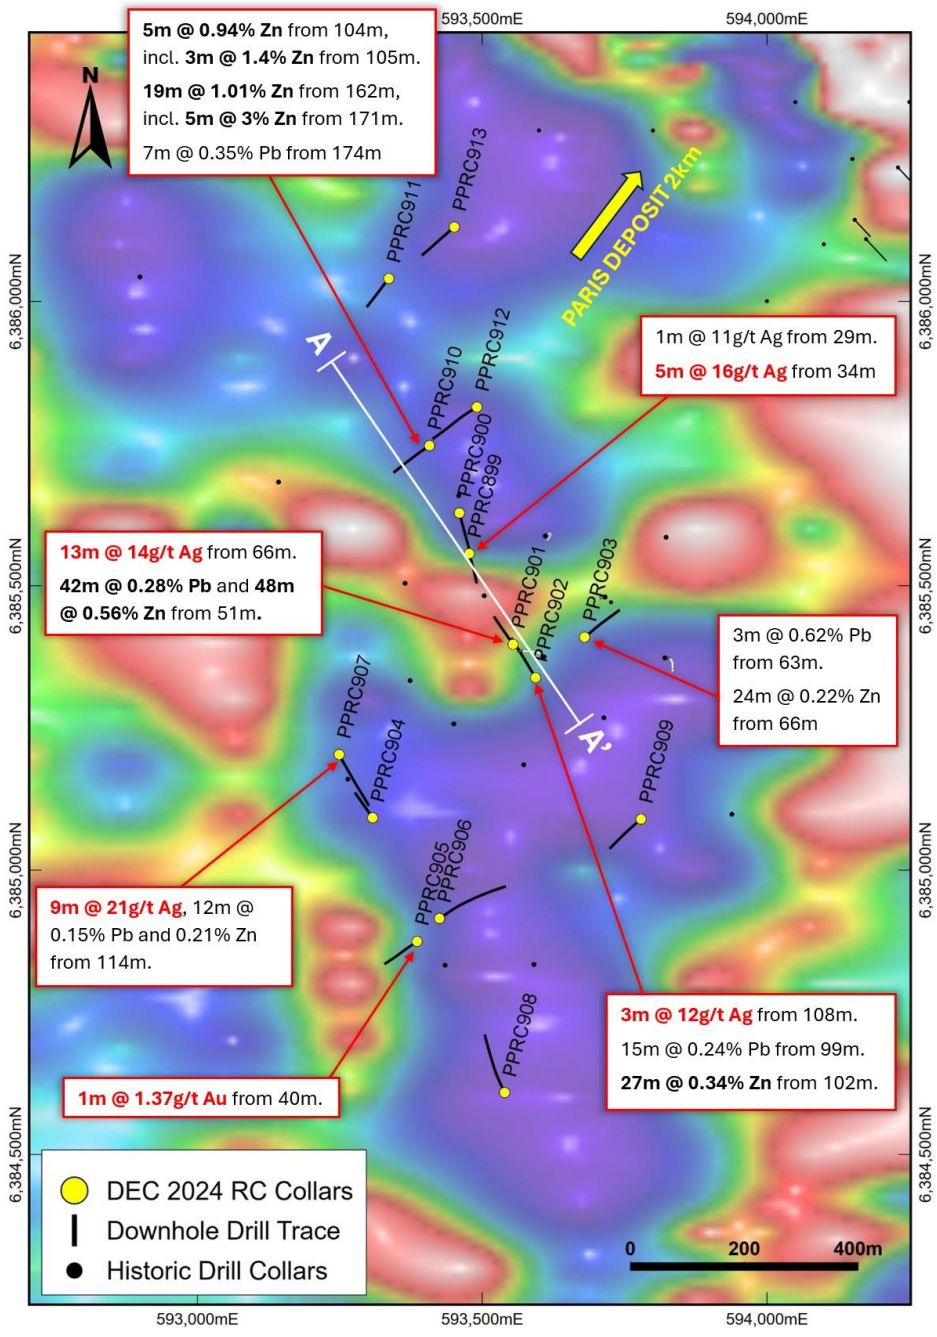 593,500mE
594,000mE
5m @ 0.94% Zn from 104m,
incl. 3m @ 1.4% Zn from 105m.
19m @ 1.01% Zn from 162m,
incl. 5m @ 3% Zn from 171m.
7m @ 0.35% Pb from 174m
N
PPRC913
PPRC911
PARIS DEPOSIT 2km
6,386,000mN
6,386,000mN
A
PPRC912
PPRC910
PPRC900
PPRC899
1m @ 11g/t Ag from 29m.
5m @ 16g/t Ag from 34m
13m @ 14g/t Ag from 66m.
42m @ 0.28% Pb and 48m
@ 0.56% Zn from 51m.
PPRC901
PPRC902
PPRC903
6,385,500mN
6,385,500mN
3m @ 0.62% Pb
from 63m.
24m @ 0.22% Zn
from 66m
A'
PPRC907
PPRC904
PPRC909
PPRC905
PPRC906
6,385,000mN
6,385,000mN
9m @ 21g/t Ag, 12m @
0.15% Pb and 0.21% Zn
from 114m.
PPRC908
3m @ 12g/t Ag from 108m.
15m @ 0.24% Pb from 99m.
27m @ 0.34% Zn from 102m.
1m @ 1.37g/t Au from 40m.
6,384,500mN
6,384,500mN
DEC 2024 RC Collars
Downhole Drill Trace
Historic Drill Collars
0 200 400m
593,000mE
593,500mE
594,000mE